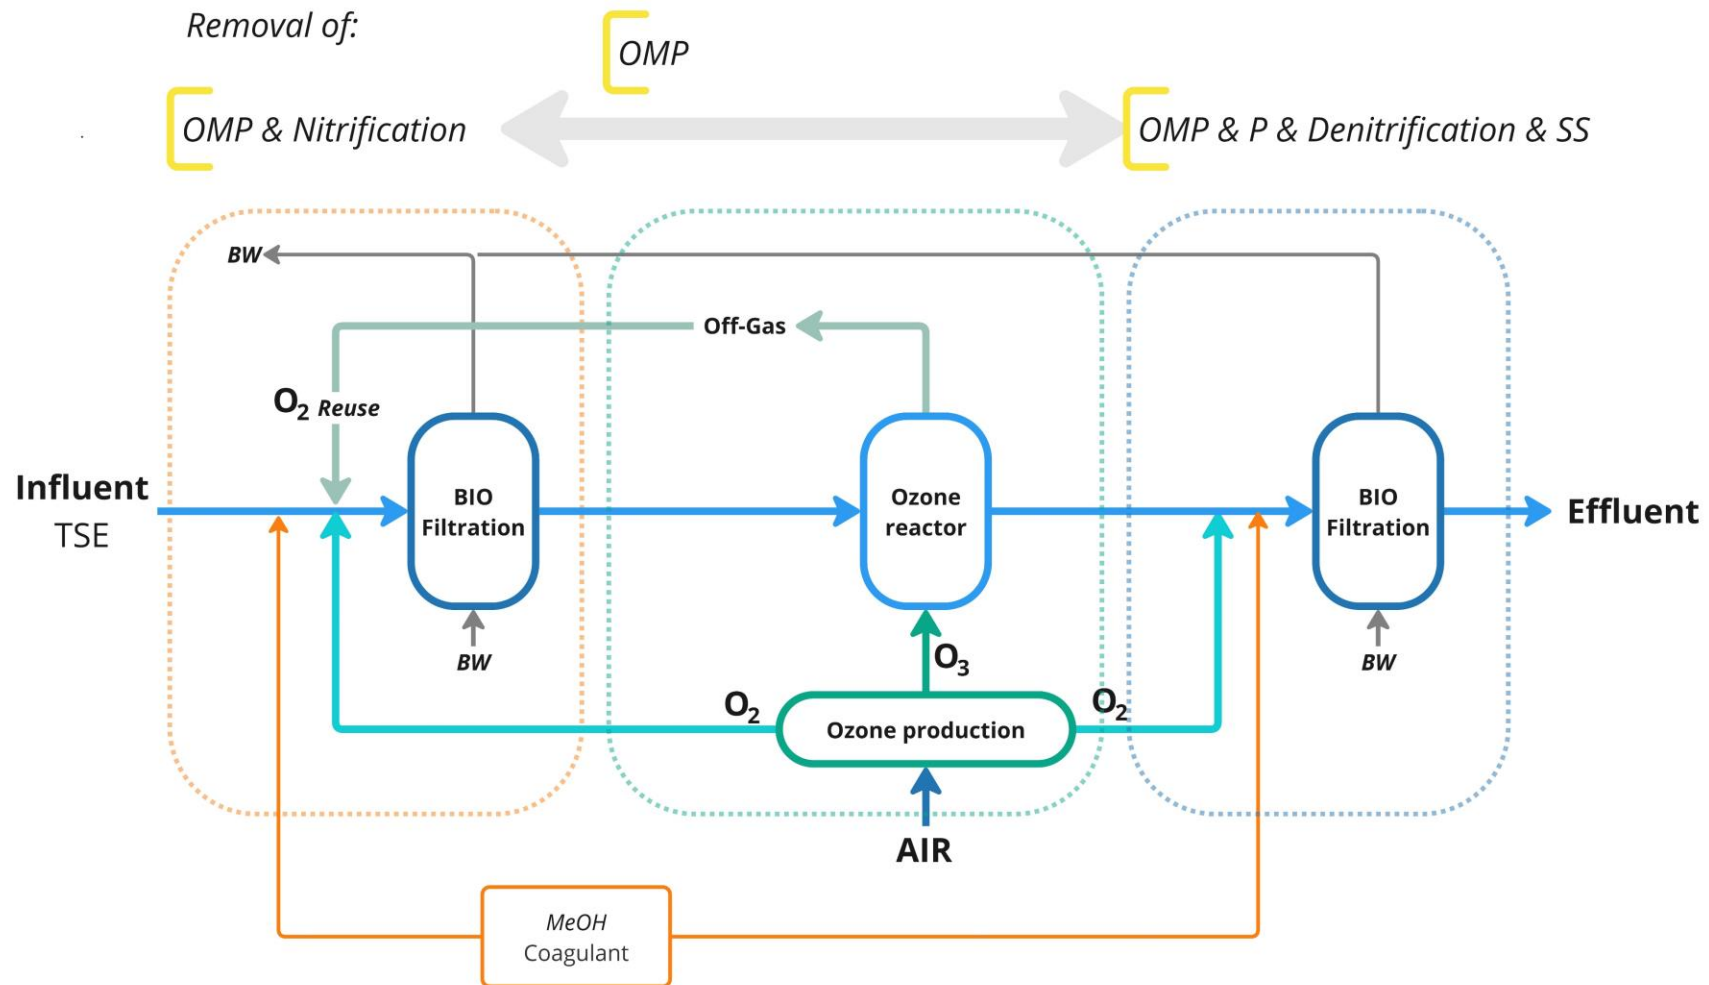 Removal of:
OMP
OMP & Nitrification
OMP & P & Denitrification & SS
BW
Off-Gas
O₂ Reuse
Influent
TSE
BIO
Filtration
Ozone
reactor
BIO
Filtration
Effluent
BW
O₃
BW
O₂
O₂
Ozone production
AIR
MeOH
Coagulant